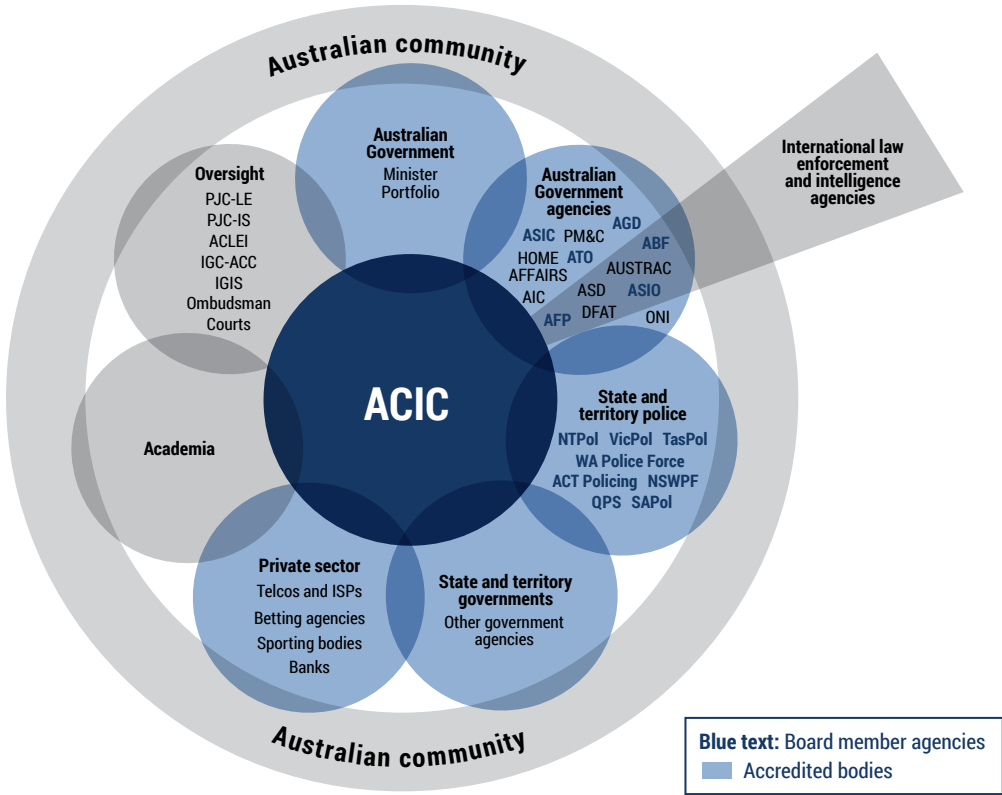 Australian community
Australian
Government
Minister
Portfolio
Oversight
PJC-LE
PJC-IS
ACLEI
IGC-ACC
IGIS
Ombudsman
Courts
Australian
Government
agencies
ASIC PM&C AGD
ABF
HOME
AFFAIRS
ATO
AUSTRAC
AIC
ASD
ASIO
AFP
DFAT
ONI
International law
enforcement
and intelligence
agencies
ACIC
State and
territory police
NTPol VicPol TasPol
WA Police Force
ACT Policing NSWPF
QPS SAPol
Academia
Private sector
Telcos and ISPs
Betting agencies
Sporting bodies
Banks
State and territory
governments
Other government
agencies
Australian community
Blue text: Board member agencies
Accredited bodies